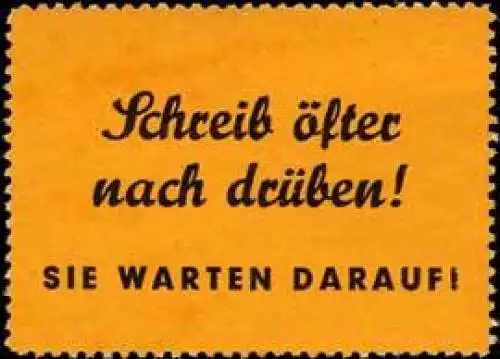 Schreib öfter
nach drüben!
SIE WARTEN DARAUF!